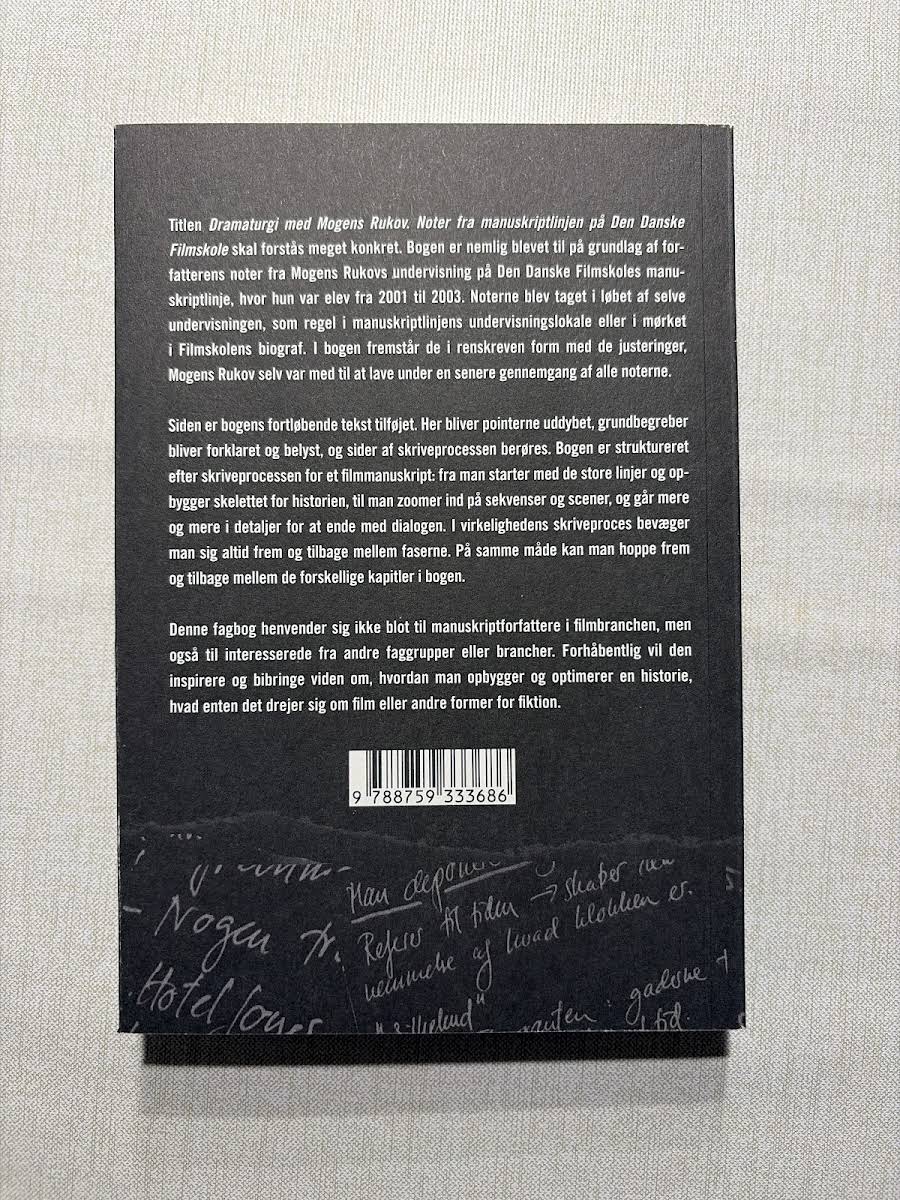 Titlen Dramaturgi med Mogens Rukov. Noter fra manuskriptlinjen på Den Danske
Filmskole skal forstås meget konkret. Bogen er nemlig blevet til på grundlag af for-
fatterens noter fra Mogens Rukovs undervisning på Den Danske Filmskoles manu-
skriptlinje, hvor hun var elev fra 2001 til 2003. Noterne blev taget i løbet af selve
undervisningen, som regel i manuskriptlinjens undervisningslokale eller i mørket
i Filmskolens biograf. I bogen fremstår de i renskreven form med de justeringer,
Mogens Rukov selv var med til at lave under en senere gennemgang af alle noterne.
Siden er bogens fortløbende tekst tilføjet. Her bliver pointerne uddybet, grundbegreber
bliver forklaret og belyst, og sider af skriveprocessen berøres. Bogen er struktureret
efter skriveprocessen for et filmmanuskript: fra man starter med de store linjer og op-
bygger skelettet for historien, til man zoomer ind på sekvenser og scener, og går mere
og mere i detaljer for at ende med dialogen. I virkelighedens skriveproces bevæger
man sig altid frem og tilbage mellem faserne. På samme måde kan man hoppe frem
og tilbage mellem de forskellige kapitler i bogen.
Denne fagbog henvender sig ikke blot til manuskriptforfattere i filmbranchen, men
også til interesserede fra andre faggrupper eller brancher. Forhåbentlig vil den
inspirere og bibringe viden om, hvordan man opbygger og optimerer en historie,
hvad enten det drejer sig om film eller andre former for fiktion.
9 788759 333686
Man
Referer til tiden → skaber
af hvad klokken er.
Nogen fr.
Hotel
gaderne +
tid.